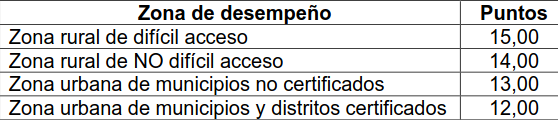 Zona de desempeño Puntos
Zona rural de difícil acceso 15,00
Zona rural de NO difícil acceso 14,00
Zona urbana de municipios no certificados 13,00
Zona urbana de municipios y distritos certificados 12,00